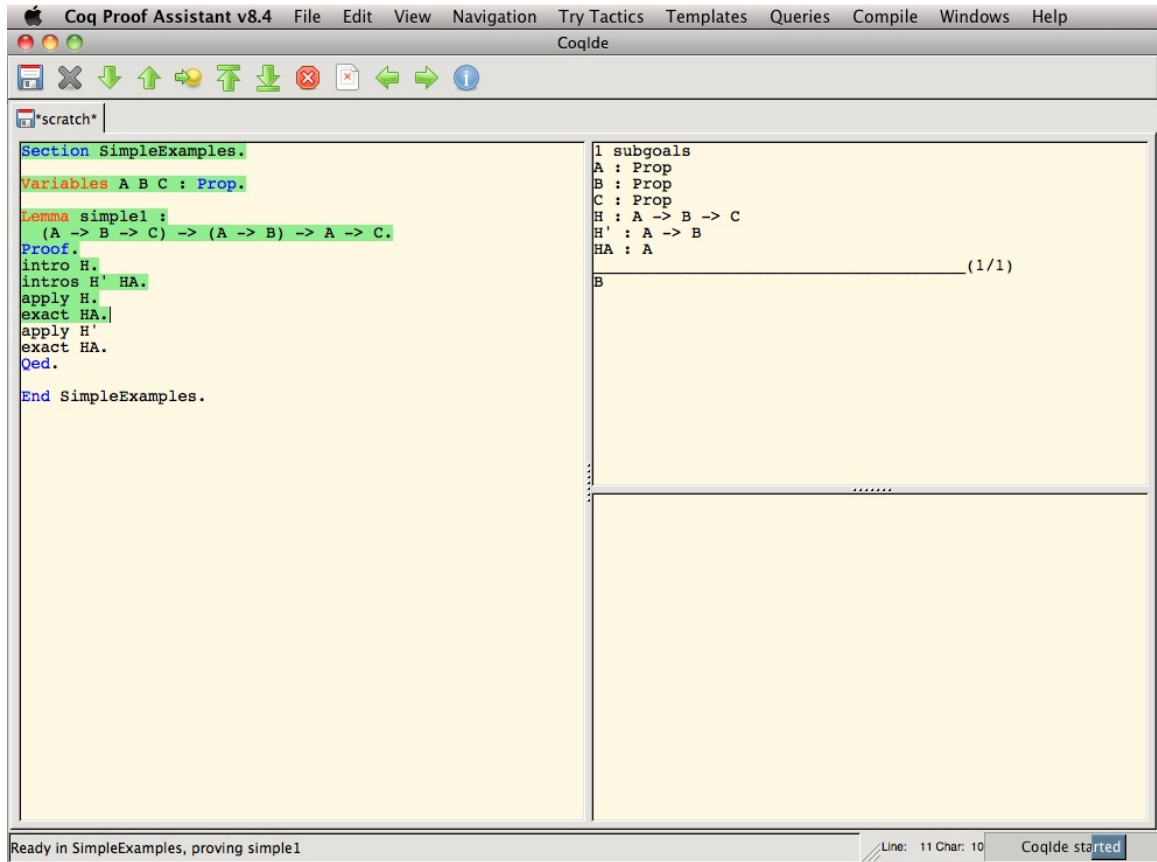 Coq Proof Assistant v8.4 File Edit View Navigation Try Tactics Templates Queries Compile Windows Help
CoqIde
*scratch*
Section SimpleExamples.
Variables A B C : Prop.
Lemma simple1 :
(A -> B -> C) -> (A -> B) -> A -> C.
Proof.
intro H.
intros H' HA.
apply H.
exact HA.
apply H'
exact HA.
Qed.
End SimpleExamples.
1 subgoals
A : Prop
B : Prop
C : Prop
H : A -> B -> C
H' : A -> B
HA : A
______________________________________(1/1)
B
Ready in SimpleExamples, proving simple1
Line: 11 Char: 10
CoqIde started